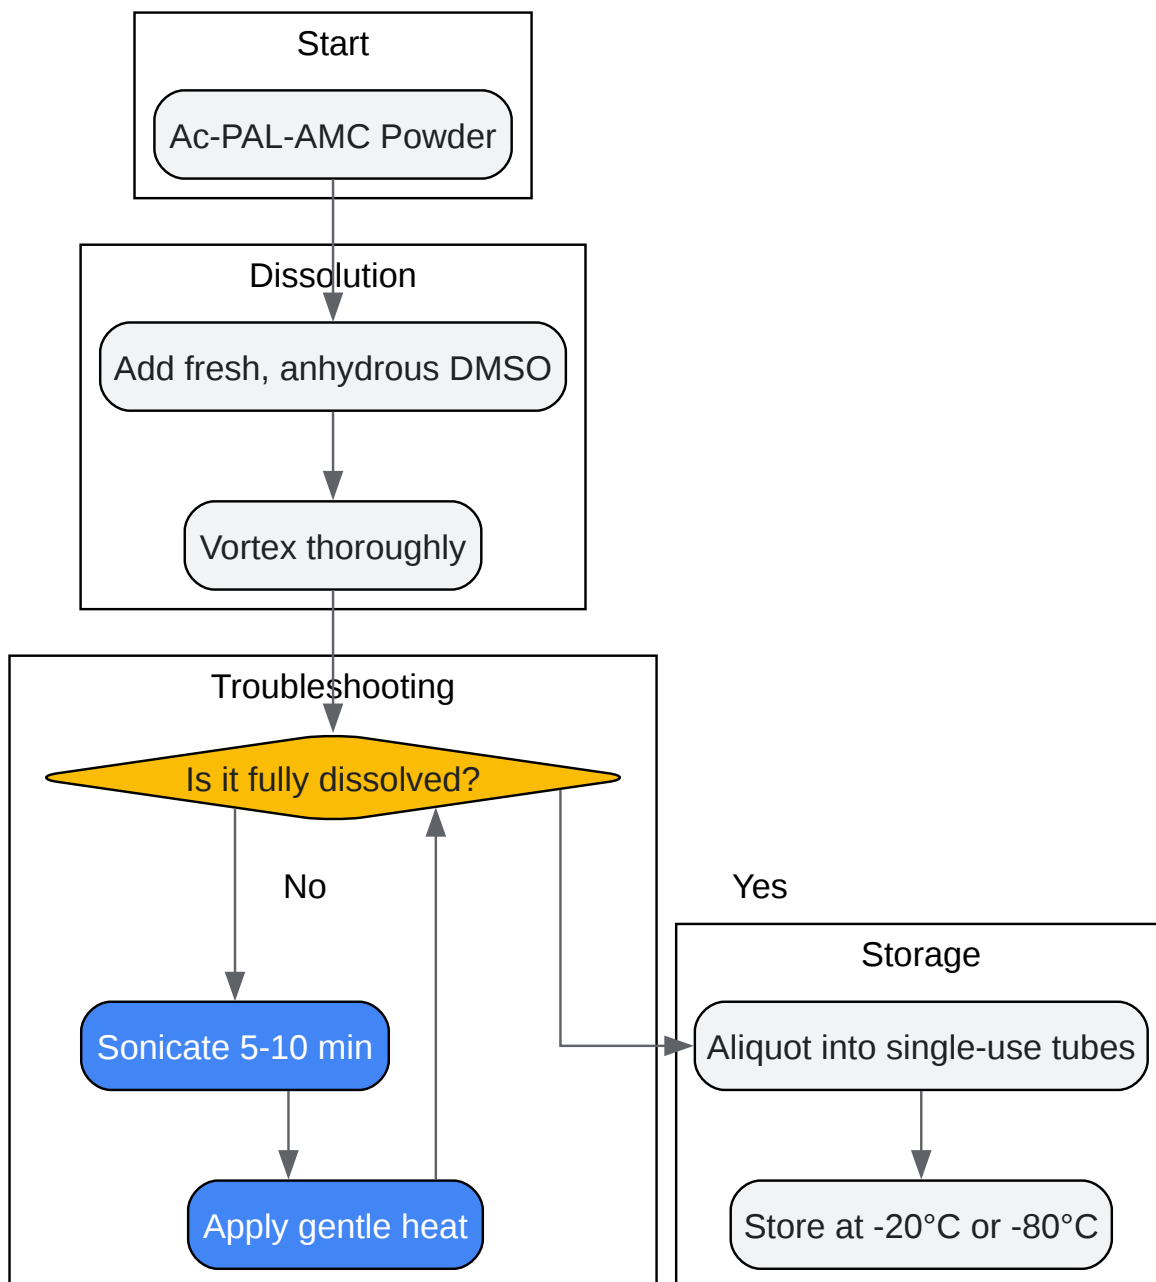 Start
Ac-PAL-AMC Powder
Dissolution
Add fresh, anhydrous DMSO
Vortex thoroughly
Troubleshooting
Is it fully dissolved?
No
Yes
Storage
Sonicate 5-10 min
Aliquot into single-use tubes
Apply gentle heat
Store at -20°C or -80°C